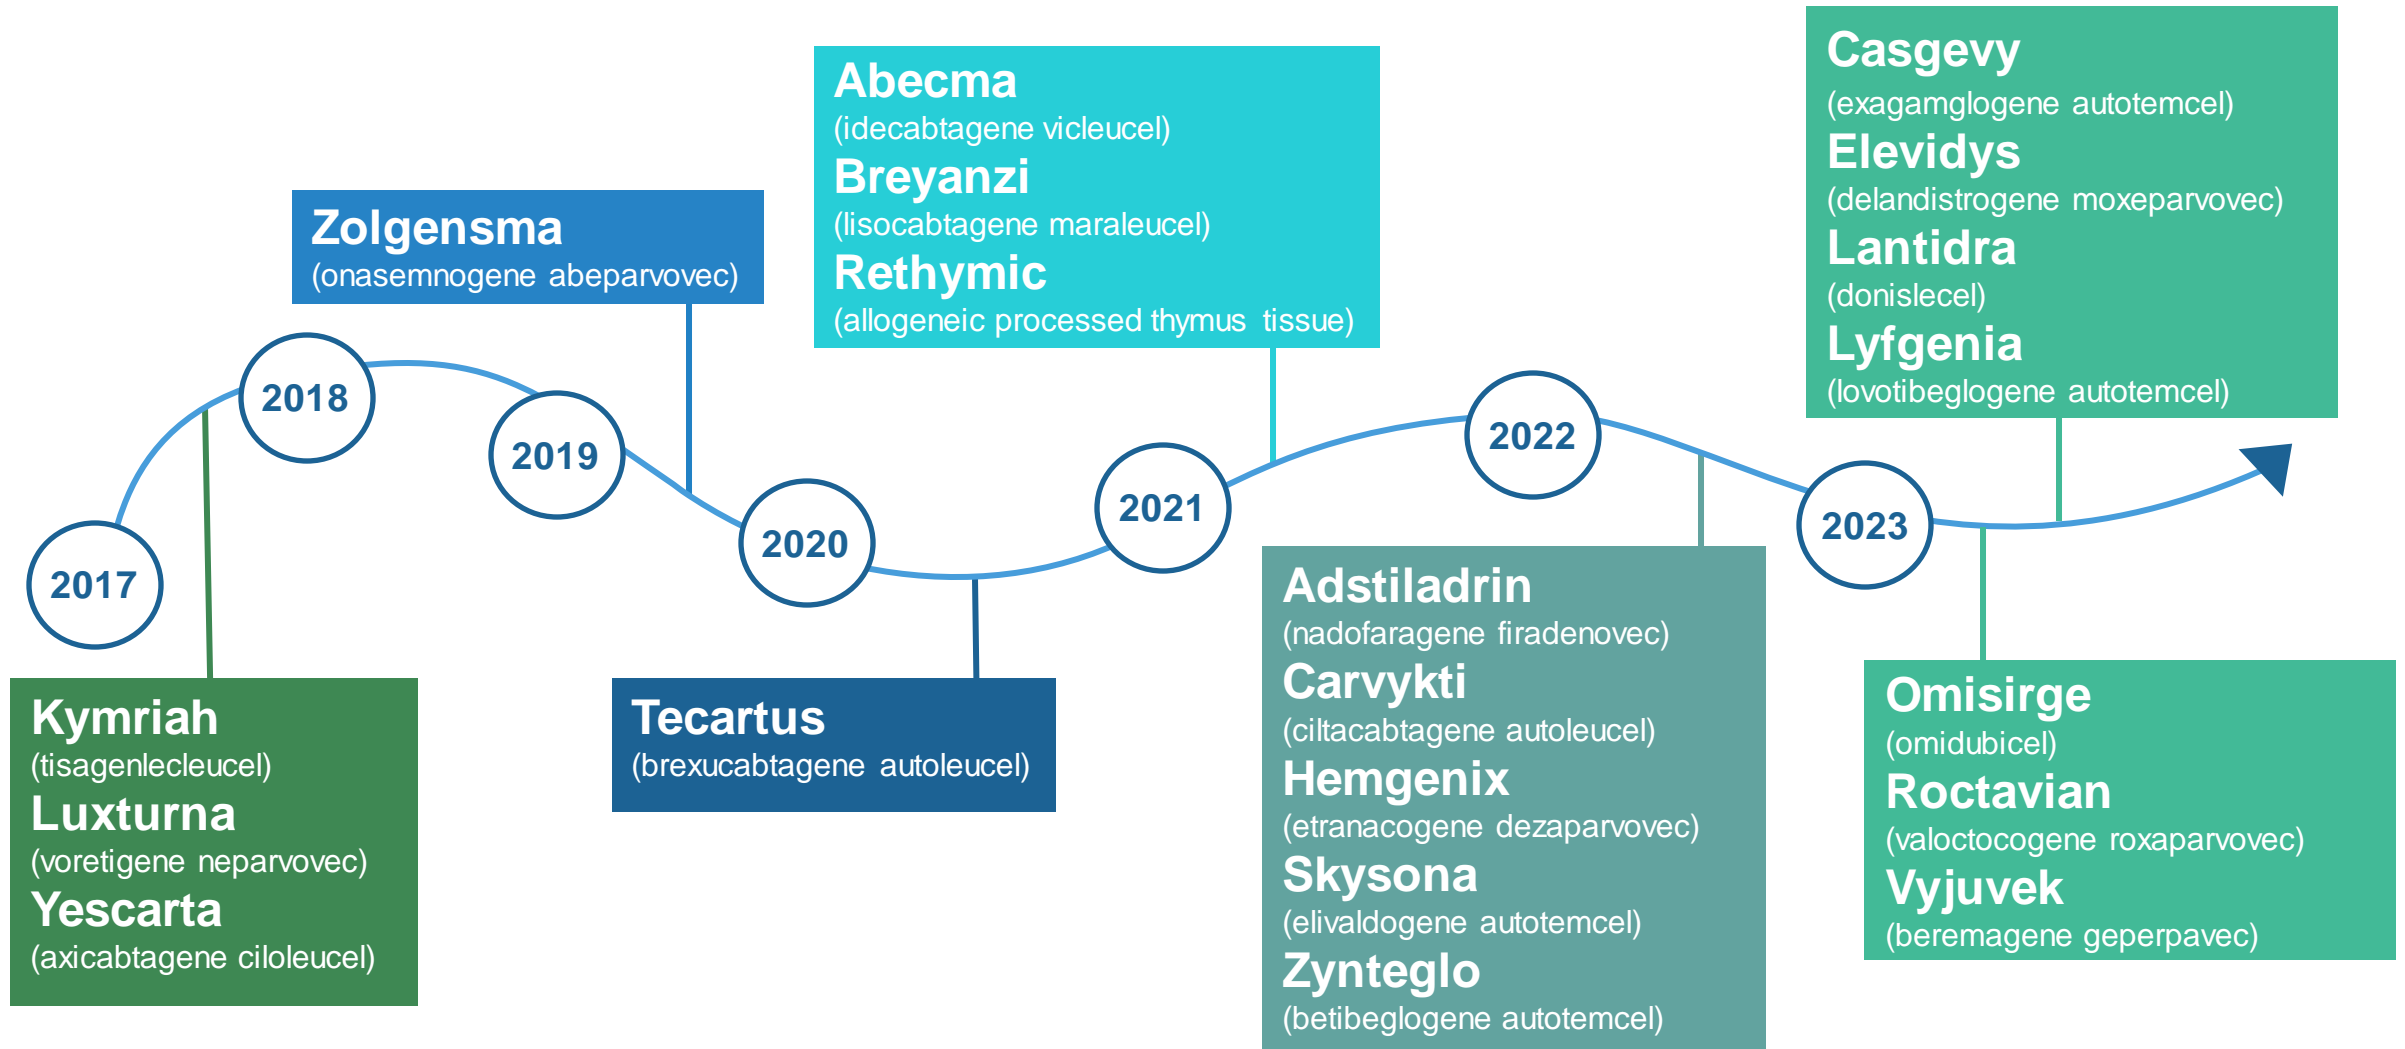 2017
Kymriah
(tisagenlecleucel)
Luxturna
(voretigene neparvovec)
Yescarta
(axicabtagene ciloleucel)
2018
2019
Zolgensma
(onasemnogene abeparvovec)
2020
Tecartus
(brexucabtagene autoleucel)
2021
Abecma
(idecabtagene vicleucel)
Breyanzi
(lisocabtagene maraleucel)
Rethymic
(allogeneic processed thymus tissue)
2022
Adstiladrin
(nadofaragene firadenovec)
Carvykti
(ciltacabtagene autoleucel)
Hemgenix
(etranacogene dezaparvovec)
Skysona
(elivaldogene autotemcel)
Zynteglo
(betibeglogene autotemcel)
2023
Casgevy
(exagamglogene autotemcel)
Elevidys
(delandistrogene moxeparvovec)
Lantidra
(donislecel)
Lyfgenia
(lovotibeglogene autotemcel)
Omisirge
(omidubicel)
Roctavian
(valoctocogene roxaparvovec)
Vyjuvek
(beremagene geperpavec)